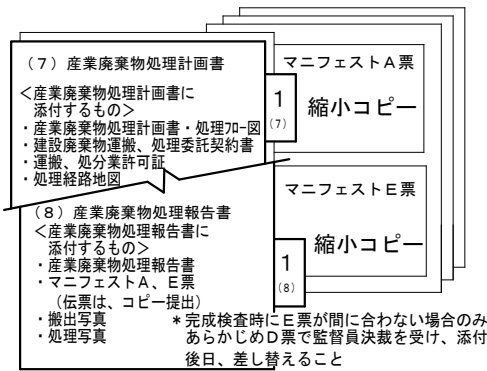 （7）産業廃棄物処理計画書
＜産業廃棄物処理計画書に
添付するもの＞
・産業廃棄物処理計画書・処理フロー図
・建設廃棄物運搬、処理委託契約書
・運搬、処分業許可証
・処理経路地図
1
（7）
マニフェストA票
縮小コピー
（8）産業廃棄物処理報告書
＜産業廃棄物処理報告書に
添付するもの＞
・産業廃棄物処理報告書
・マニフェストA、E票
（伝票は、コピー提出）
・搬出写真
・処理写真
1
（8）
マニフェストE票
縮小コピー
＊完成検査時にE票が間に合わない場合のみ
あらかじめD票で監督員決裁を受け、添付
後日、差し替えること